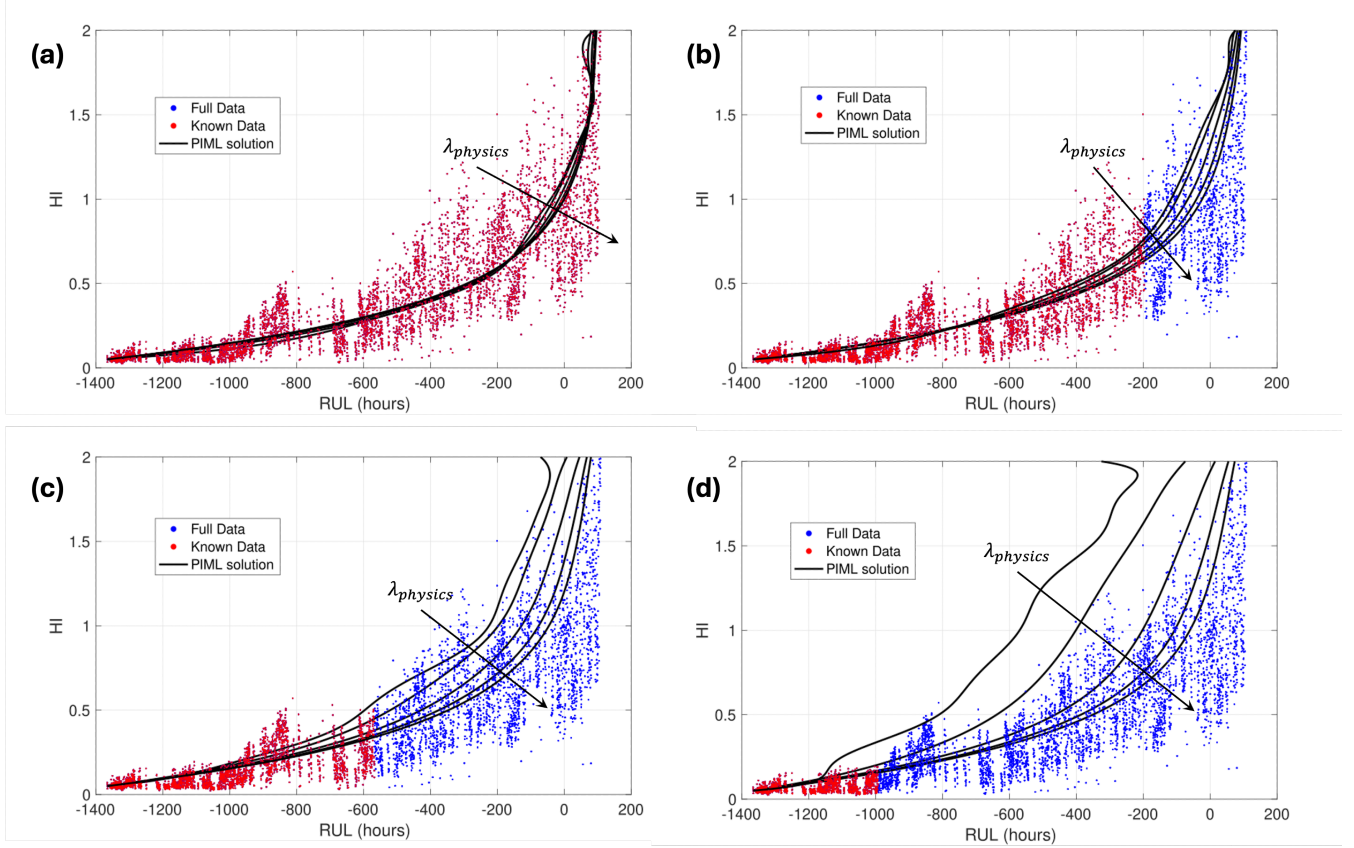 (a)
2
1.5
1
0.5
0
HI
Full Data
Known Data
PIML solution
λphysics
-1400 -1200 -1000 -800 -600 -400 -200 0 200
RUL (hours)
(b)
2
1.5
1
0.5
0
HI
Full Data
Known Data
PIML solution
λphysics
-1400 -1200 -1000 -800 -600 -400 -200 0 200
RUL (hours)
(c)
2
1.5
1
0.5
0
HI
Full Data
Known Data
PIML solution
λphysics
-1400 -1200 -1000 -800 -600 -400 -200 0 200
RUL (hours)
(d)
2
1.5
1
0.5
0
HI
Full Data
Known Data
PIML solution
λphysics
-1400 -1200 -1000 -800 -600 -400 -200 0 200
RUL (hours)